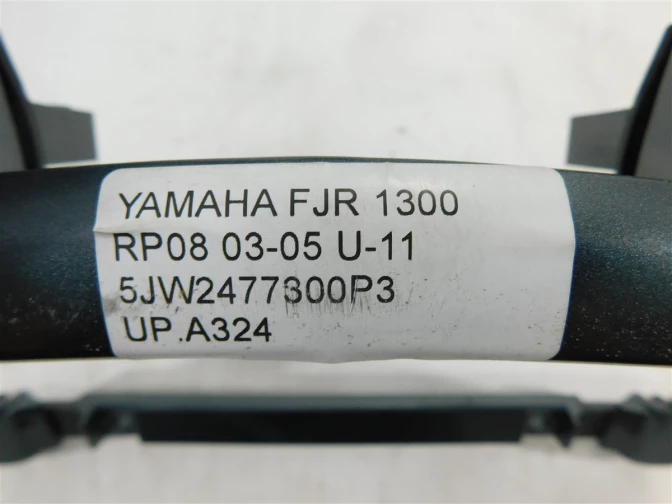 YAMAHA FJR 1300
RP08 03-05 U-11
5JW2477300P3
UP.A324